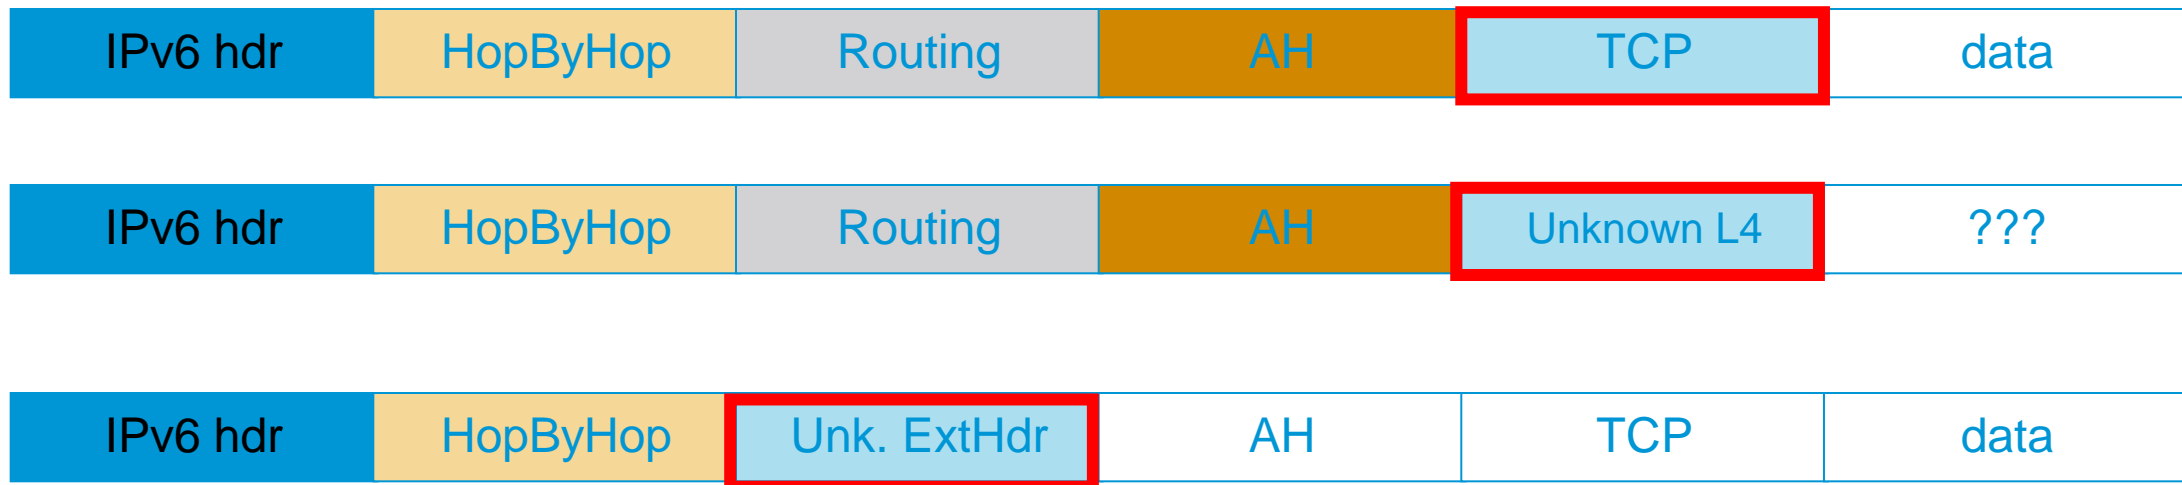 IPv6 hdr HopByHop Routing AH TCP data
IPv6 hdr HopByHop Routing AH Unknown L4 ???
IPv6 hdr HopByHop Unk. ExtHdr AH TCP data